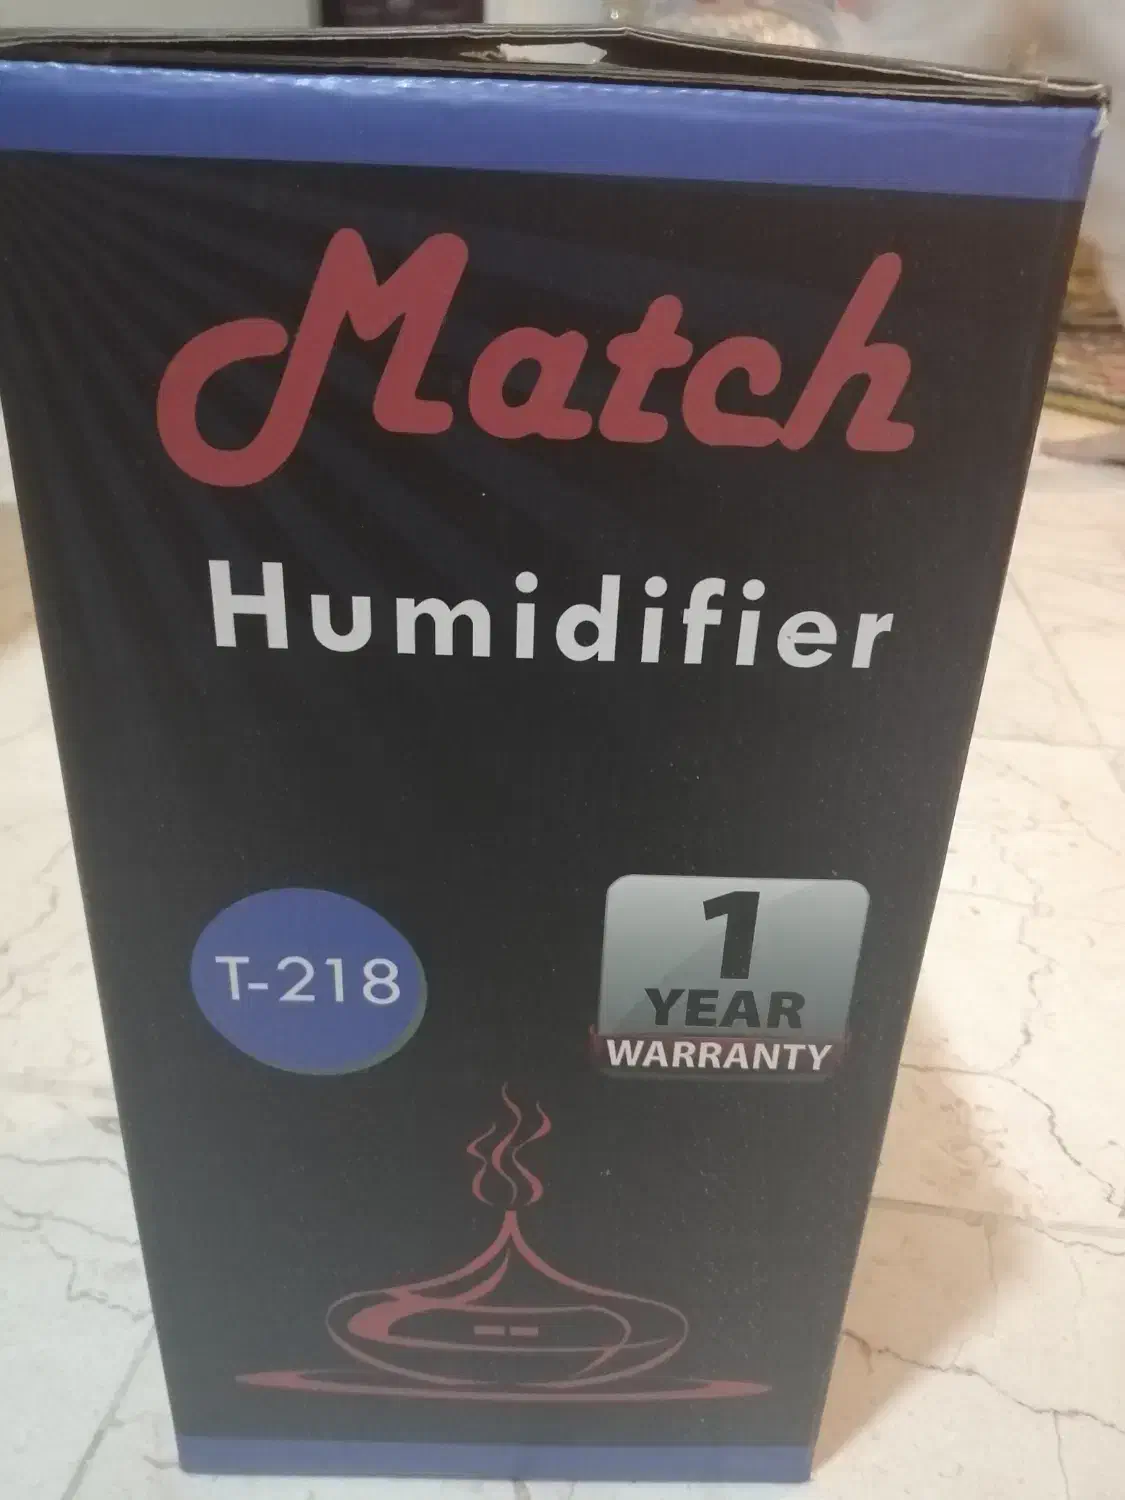 Match
Humidifier
T-218
1
YEAR
WARRANTY